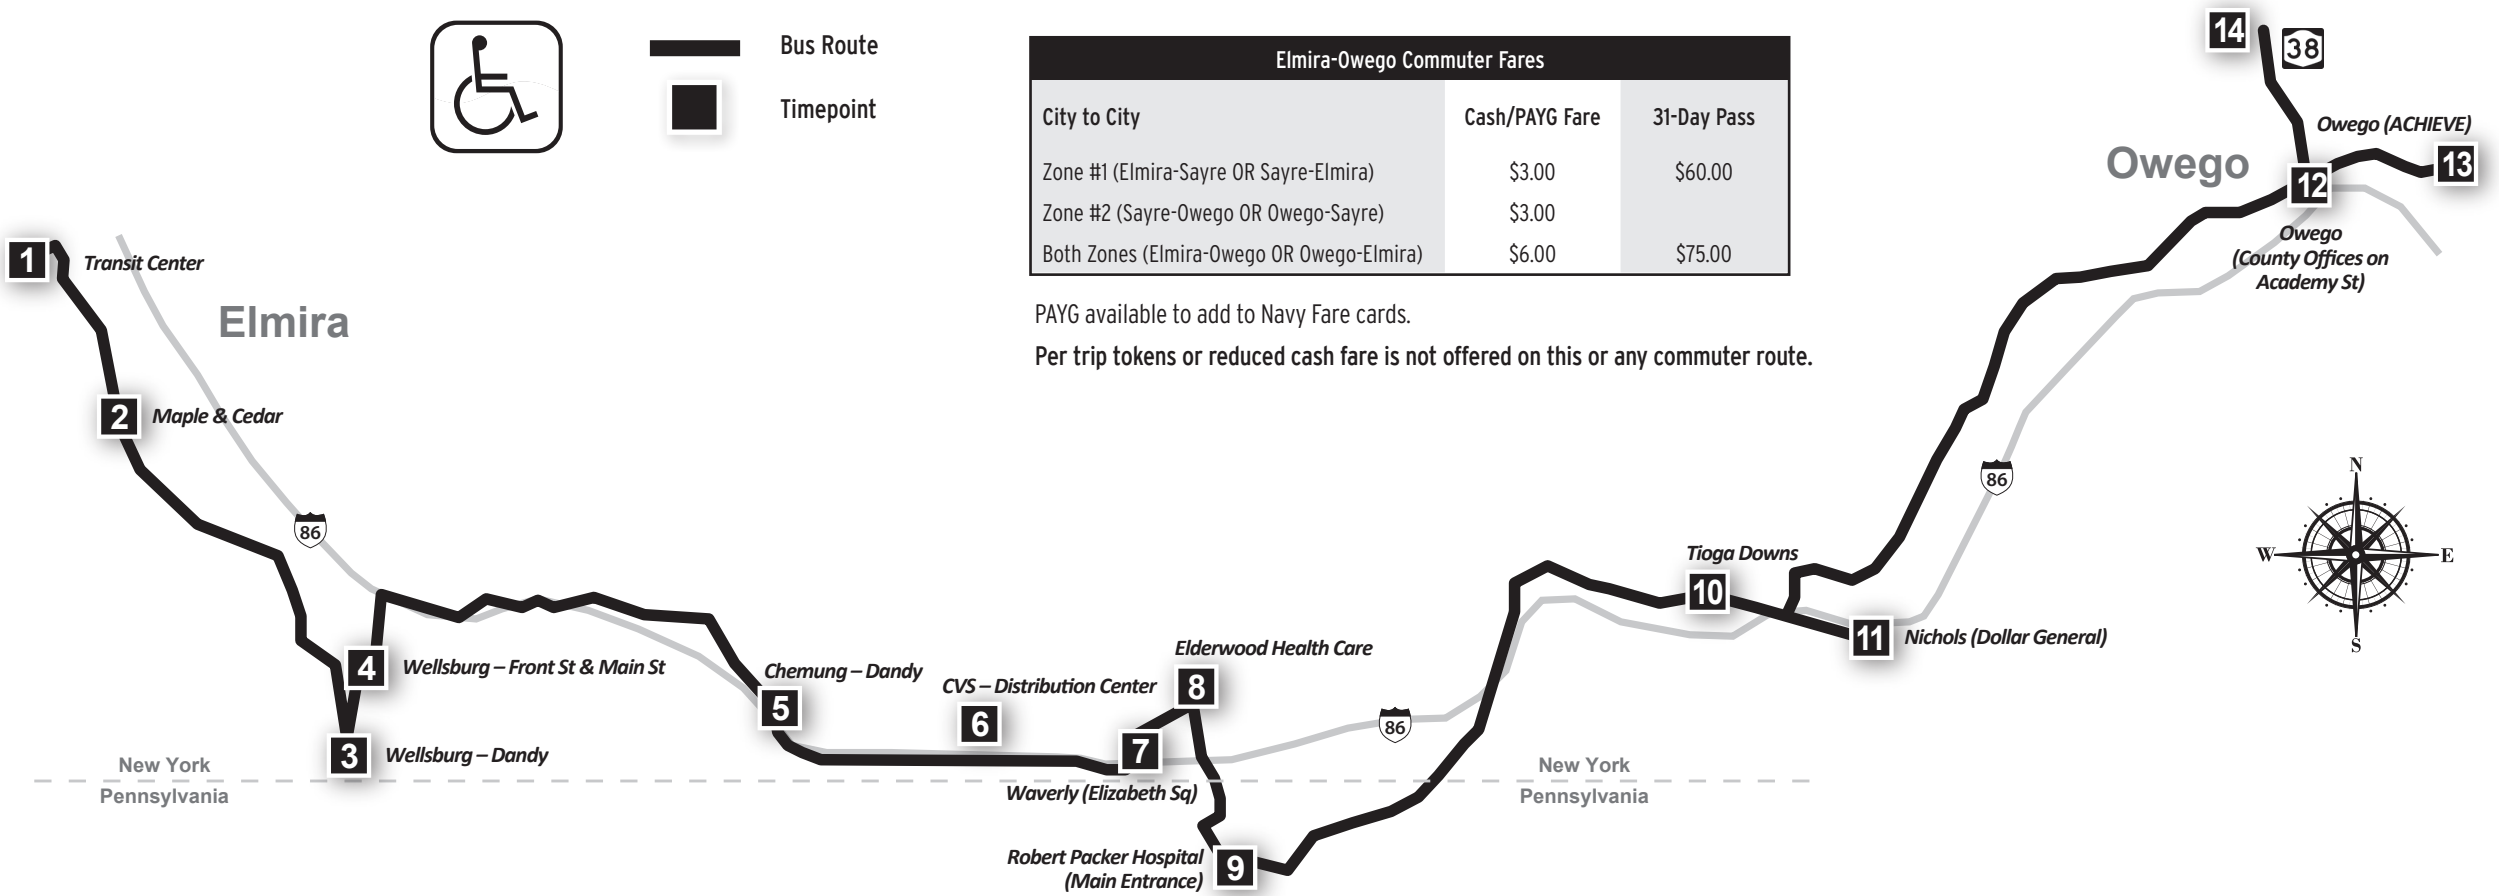 Bus Route
Timepoint
Elmira-Owego Commuter Fares
City to City Cash/PAYG Fare 31-Day Pass
Zone #1 (Elmira-Sayre OR Sayre-Elmira) $3.00 $60.00
Zone #2 (Sayre-Owego OR Owego-Sayre) $3.00
Both Zones (Elmira-Owego OR Owego-Elmira) $6.00 $75.00
PAYG available to add to Navy Fare cards.
Per trip tokens or reduced cash fare is not offered on this or any commuter route.
14
38
Owego (ACHIEVE)
13
Owego
12
Owego
(County Offices on
Academy St)
1
Transit Center
Elmira
2
Maple & Cedar
86
86
N
W
E
S
Tioga Downs
10
11
Nichols (Dollar General)
4
Wellsburg – Front St & Main St
3
Wellsburg – Dandy
Chemung – Dandy
5
CVS – Distribution Center
6
Elderwood Health Care
8
7
86
Waverly (Elizabeth Sq)
New York
Pennsylvania
New York
Pennsylvania
Robert Packer Hospital
(Main Entrance)
9